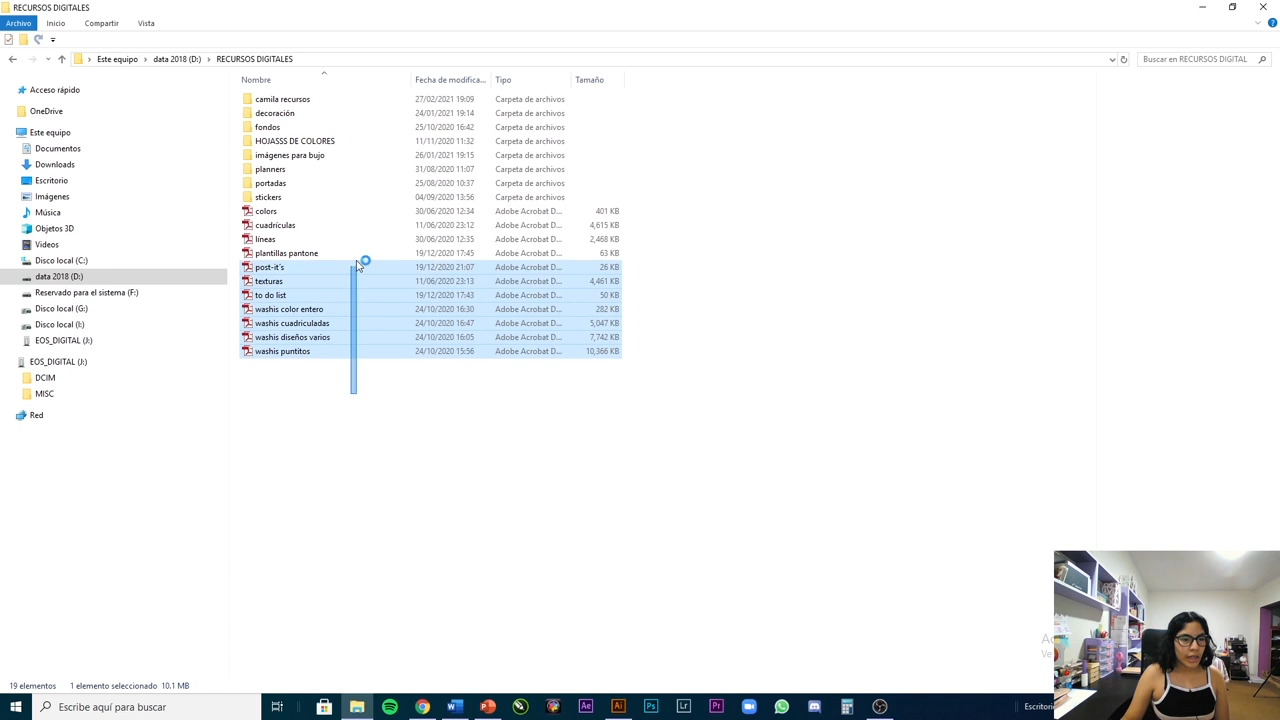 RECURSOS DIGITALES
Archivo Inicio Compartir Vista
Este equipo > data 2018 (D:) > RECURSOS DIGITALES
Buscar en RECURSOS DIGITAL
Nombre Fecha de modifica... Tipo Tamaño
Acceso rápido
OneDrive
Este equipo
Documentos
Downloads
Escritorio
Imágenes
Música
Objetos 3D
Videos
Disco local (C:)
data 2018 (D:)
Reservado para el sistema (F:)
Disco local (G:)
Disco local (I:)
EOS_DIGITAL (J:)
EOS_DIGITAL (J:)
DCIM
MISC
Red
camila recursos 27/02/2021 19:09 Carpeta de archivos
decoración 24/01/2021 19:14 Carpeta de archivos
fondos 25/10/2020 16:42 Carpeta de archivos
HOJASSS DE COLORES 11/11/2020 11:32 Carpeta de archivos
imágenes para bujo 26/01/2021 19:15 Carpeta de archivos
planners 31/08/2020 11:07 Carpeta de archivos
portadas 25/08/2020 10:37 Carpeta de archivos
stickers 04/09/2020 13:56 Carpeta de archivos
colors 30/06/2020 12:34 Adobe Acrobat D... 401 KB
cuadrículas 11/06/2020 23:12 Adobe Acrobat D... 4,615 KB
líneas 30/06/2020 12:35 Adobe Acrobat D... 2,468 KB
plantillas pantone 19/12/2020 17:45 Adobe Acrobat D... 63 KB
post-it´s 19/12/2020 21:07 Adobe Acrobat D... 26 KB
texturas 11/06/2020 23:13 Adobe Acrobat D... 4,461 KB
to do list 19/12/2020 17:43 Adobe Acrobat D... 50 KB
washis color entero 24/10/2020 16:30 Adobe Acrobat D... 282 KB
washis cuadriculadas 24/10/2020 16:47 Adobe Acrobat D... 5,047 KB
washis diseños varios 24/10/2020 16:05 Adobe Acrobat D... 7,742 KB
washis puntitos 24/10/2020 15:56 Adobe Acrobat D... 10,366 KB
19 elementos 1 elemento seleccionado 10.1 MB
Escribe aquí para buscar
Ae Ai Ps Lr Pr